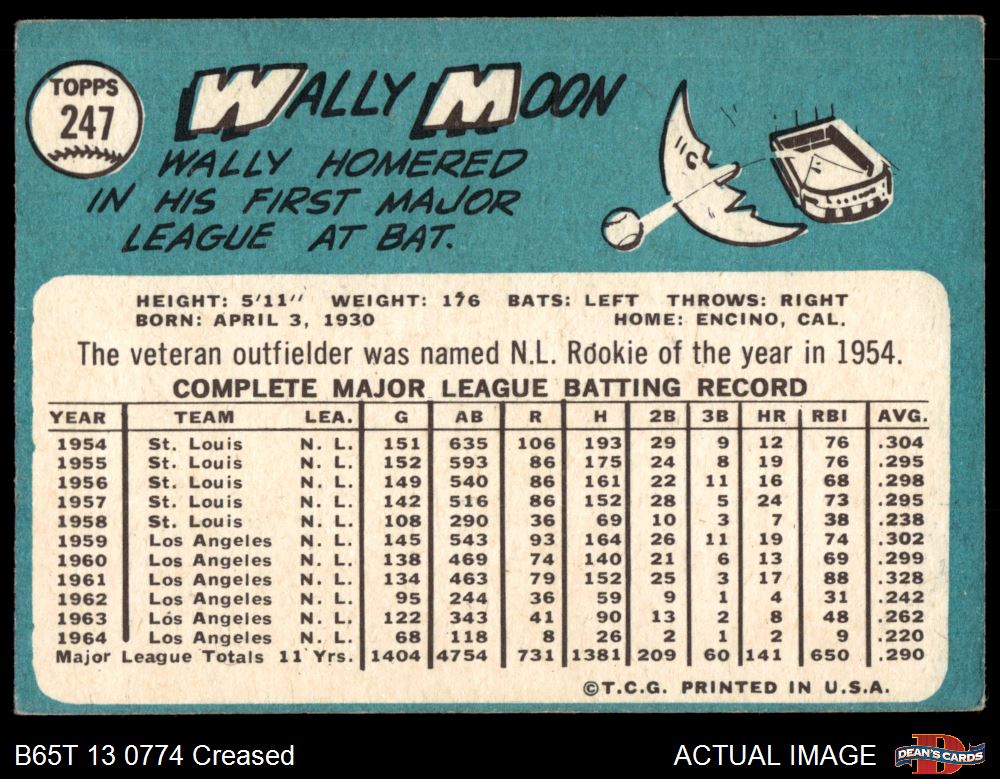 TOPPS
247
WALLY MOON
WALLY HOMERED
IN HIS FIRST MAJOR
LEAGUE AT BAT.
HEIGHT: 5'11" WEIGHT: 176 BATS: LEFT THROWS: RIGHT
BORN: APRIL 3, 1930 HOME: ENCINO, CAL.
The veteran outfielder was named N.L. Rookie of the year in 1954.
COMPLETE MAJOR LEAGUE BATTING RECORD
YEAR TEAM LEA. G AB R H 2B 3B HR RBI AVG.
1954 St. Louis N. L. 151 635 106 193 29 9 12 76 .304
1955 St. Louis N. L. 152 593 86 175 24 8 19 76 .295
1956 St. Louis N. L. 149 540 86 161 22 11 16 68 .298
1957 St. Louis N. L. 142 516 86 152 28 5 24 73 .295
1958 St. Louis N. L. 108 290 36 69 10 3 7 38 .238
1959 Los Angeles N. L. 145 543 93 164 26 11 19 74 .302
1960 Los Angeles N. L. 138 469 74 140 21 6 13 69 .299
1961 Los Angeles N. L. 134 463 79 152 25 3 17 88 .328
1962 Los Angeles N. L. 95 244 36 59 9 1 4 31 .242
1963 Los Angeles N. L. 122 343 41 90 13 2 8 48 .262
1964 Los Angeles N. L. 68 118 8 26 2 1 2 9 .220
Major League Totals 11 Yrs. 1404 4754 731 1381 209 60 141 650 .290
©T.C.G. PRINTED IN U.S.A.
B65T 13 0774 Creased ACTUAL IMAGE DEAN'S CARDS